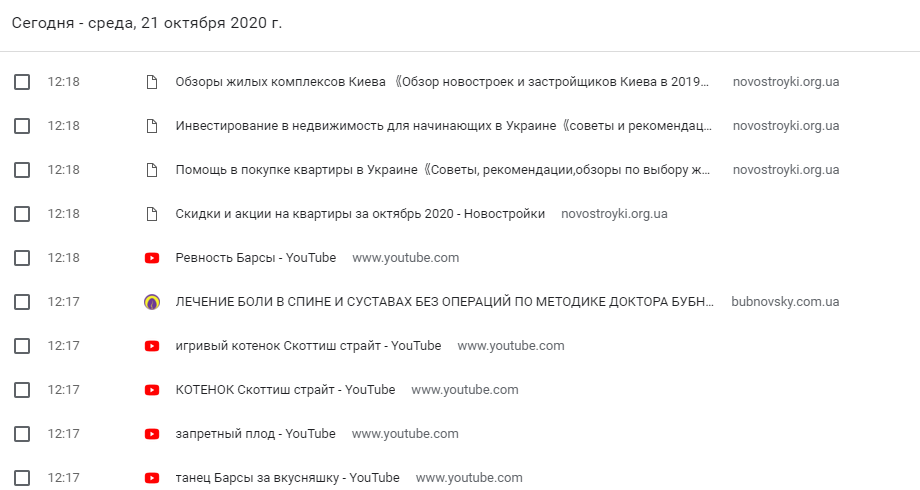 Сегодня - среда, 21 октября 2020 г.
12:18 Обзоры жилых комплексов Киева 《Обзор новостроек и застройщиков Киева в 2019... novostroyki.org.ua
12:18 Инвестирование в недвижимость для начинающих в Украине 《советы и рекомендац... novostroyki.org.ua
12:18 Помощь в покупке квартиры в Украине 《Советы, рекомендации,обзоры по выбору ж... novostroyki.org.ua
12:18 Скидки и акции на квартиры за октябрь 2020 - Новостройки novostroyki.org.ua
12:18 Ревность Барсы - YouTube www.youtube.com
12:17 ЛЕЧЕНИЕ БОЛИ В СПИНЕ И СУСТАВАХ БЕЗ ОПЕРАЦИЙ ПО МЕТОДИКЕ ДОКТОРА БУБН... bubnovsky.com.ua
12:17 игривый котенок Скоттиш страйт - YouTube www.youtube.com
12:17 КОТЕНОК Скоттиш страйт - YouTube www.youtube.com
12:17 запретный плод - YouTube www.youtube.com
12:17 танец Барсы за вкусняшку - YouTube www.youtube.com